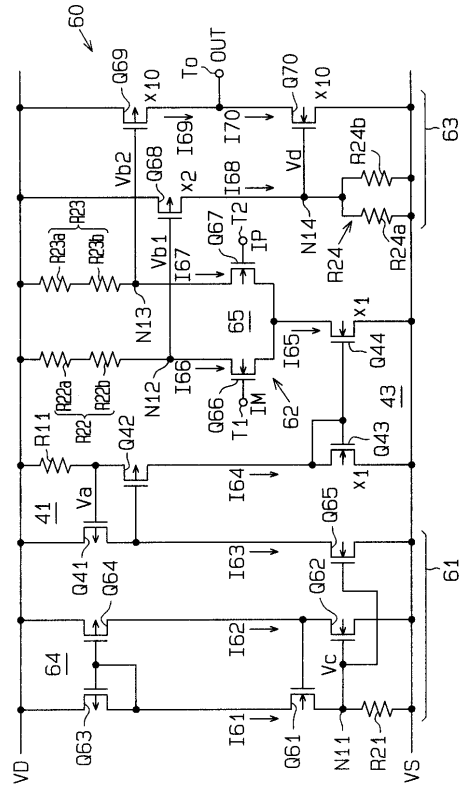 60
VD
VS
64
Q63
Q64
I61
I62
Q61
Q62
Vc
N11
R21
Q41
41
Va
R11
Q42
I63
I64
Q65
61
R22a
R22b
R22
R23a
R23b
R23
N12
N13
Vb1
Vb2
Q66
Q67
T1
IM
T2
IP
I66
I67
65
62
I65
Q43
X1
43
Q44
X1
Q68
X2
I68
N14
R24
R24a
R24b
Vd
Q69
X10
I69
To
OUT
I70
Q70
X10
63